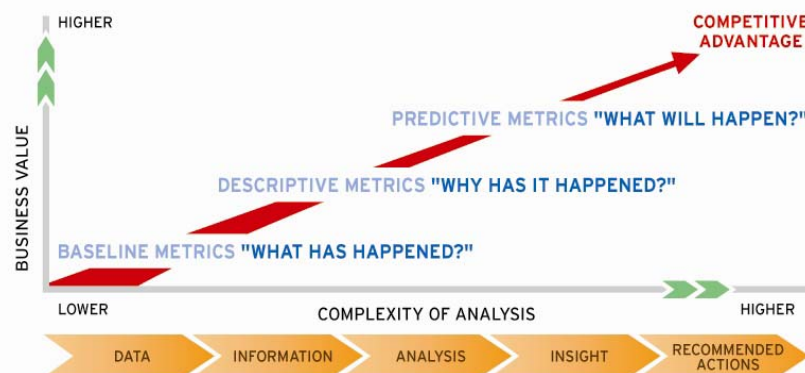 HIGHER
COMPETITIVE
ADVANTAGE
PREDICTIVE METRICS "WHAT WILL HAPPEN?"
DESCRIPTIVE METRICS "WHY HAS IT HAPPENED?"
BASELINE METRICS "WHAT HAS HAPPENED?"
BUSINESS VALUE
LOWER
COMPLEXITY OF ANALYSIS
HIGHER
DATA
INFORMATION
ANALYSIS
INSIGHT
RECOMMENDED
ACTIONS